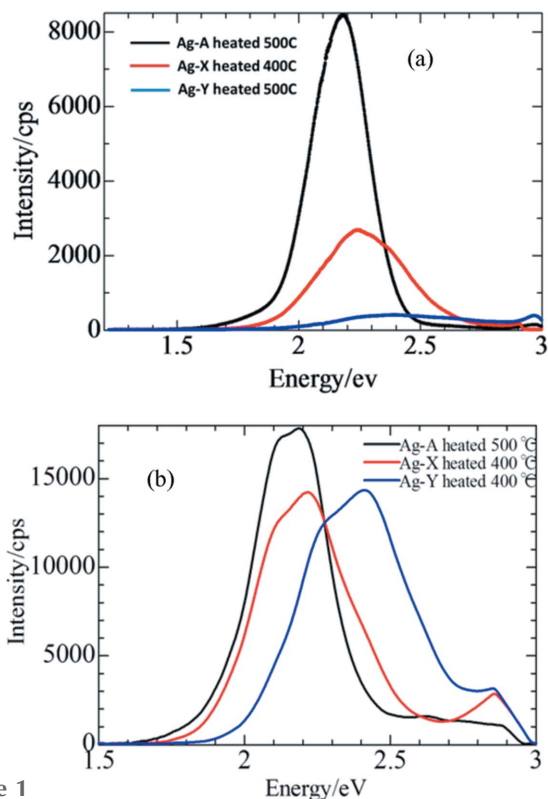 8000
6000
4000
2000
0
Intensity/cps
Ag-A heated 500C
Ag-X heated 400C
Ag-Y heated 500C
(a)
1.5 2 2.5 3
Energy/ev
15000
10000
5000
0
Intensity/cps
(b)
Ag-A heated 500 ℃
Ag-X heated 400 ℃
Ag-Y heated 400 ℃
1.5 2 2.5 3
Energy/eV
e 1